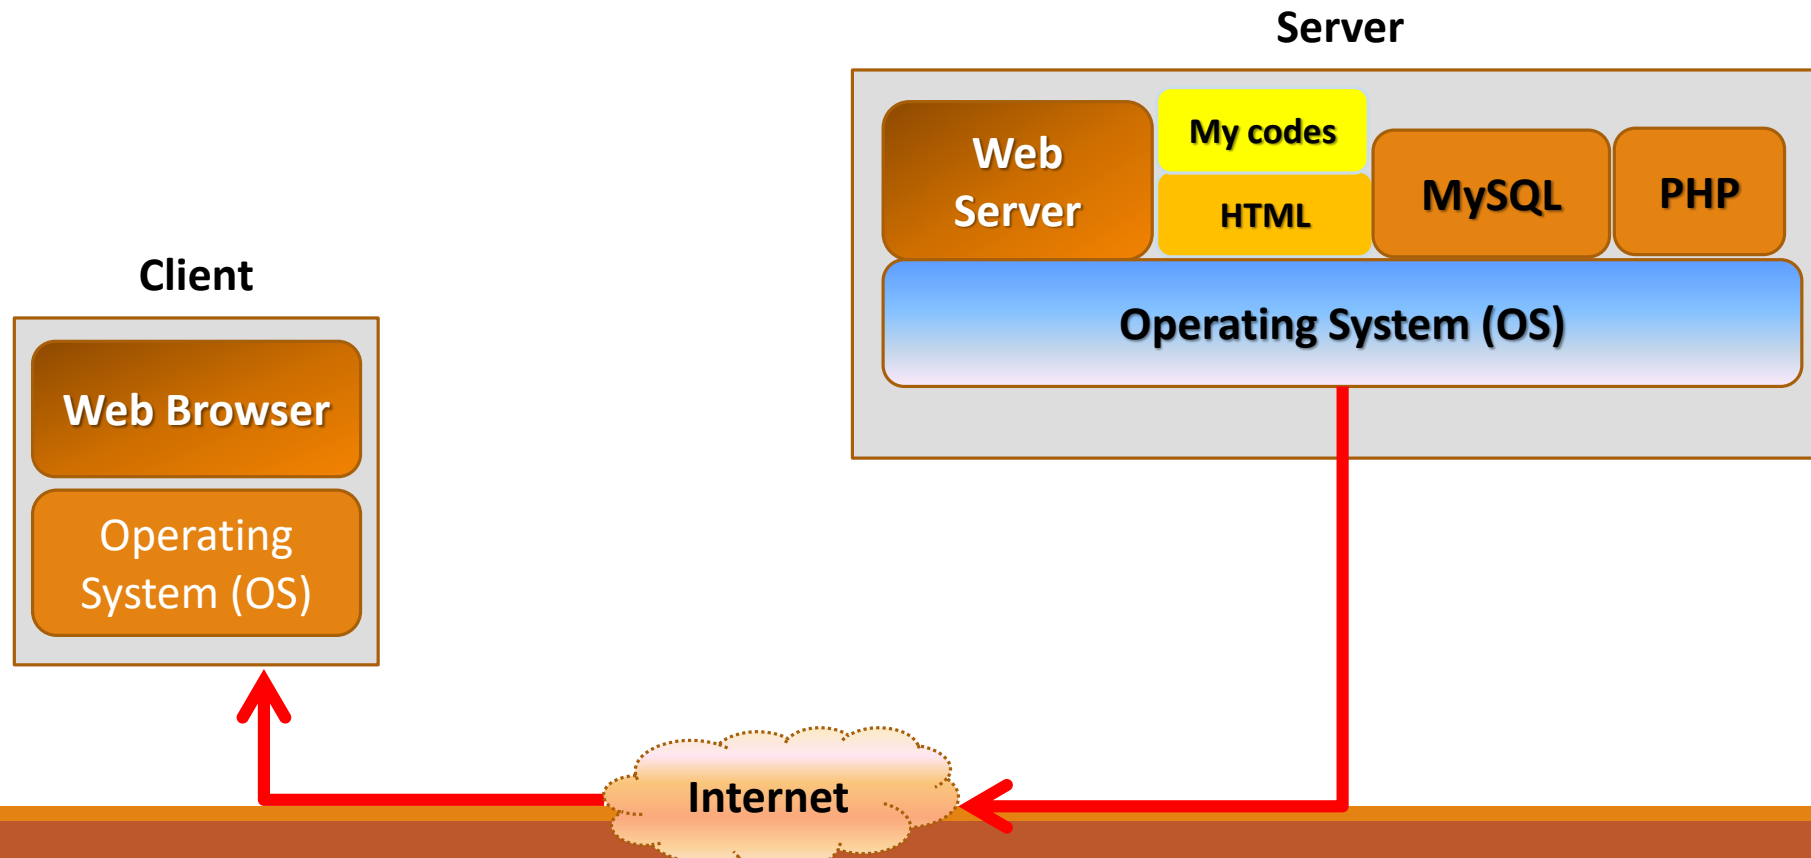 Server
Web
Server
My codes
HTML
MySQL
PHP
Operating System (OS)
Client
Web Browser
Operating
System (OS)
Internet